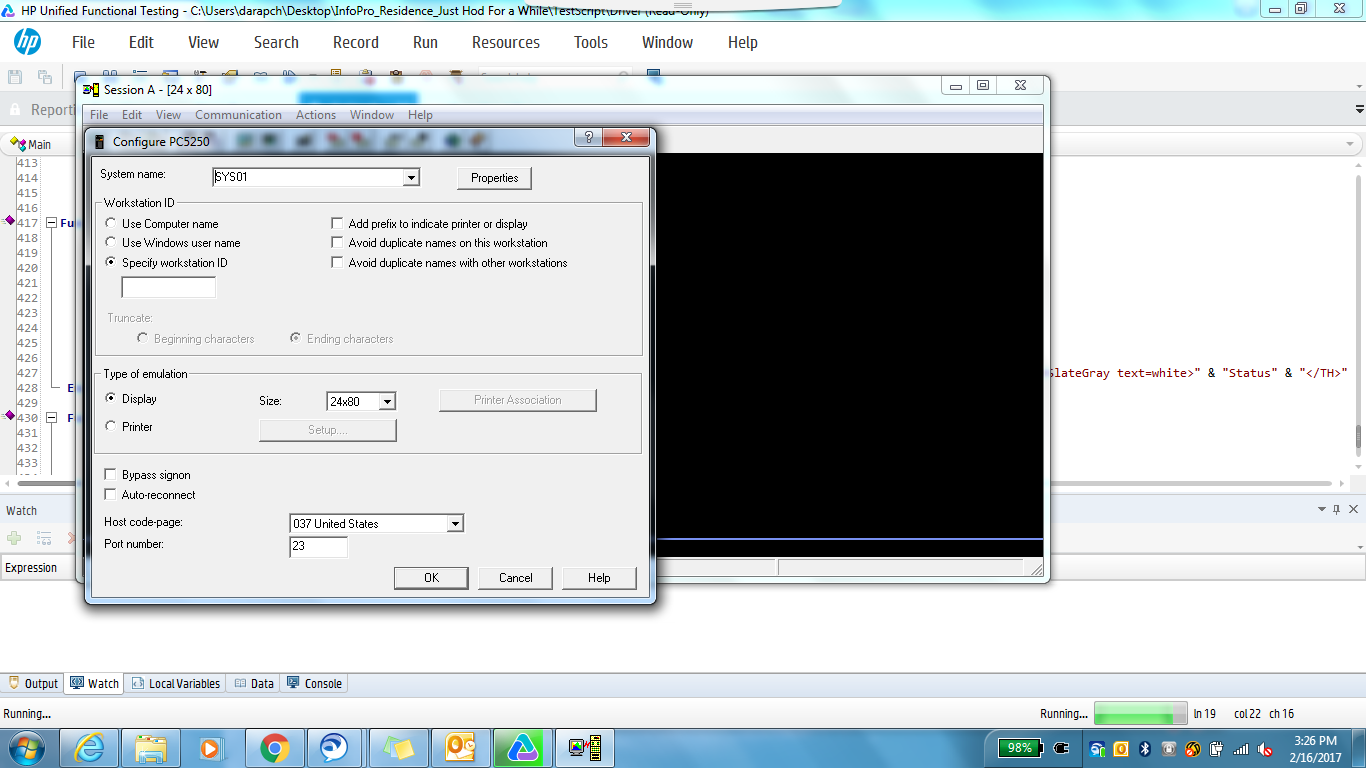 HP Unified Functional Testing - C:\Users\darapch\Desktop\InfoPro_Residence_Just Hod For a While\TestScript\Driver (Read-Only)
hp File Edit View Search Record Run Resources Tools Window Help
Session A - [24 x 80]
Reporti
File Edit View Communication Actions Window Help
Main
Configure PC5250
413
414
415
416
417 Fu
418
419
420
421
422
423
424
425
426
427 SlateGray text=white>" & "Status" & "</TH>"
428 E
429
430 F
431
432
433
System name: SYS01 Properties
Workstation ID
Use Computer name Add prefix to indicate printer or display
Use Windows user name Avoid duplicate names on this workstation
Specify workstation ID Avoid duplicate names with other workstations
Truncate:
Beginning characters Ending characters
Type of emulation
Display Size: 24x80 Printer Association
Printer Setup....
Bypass signon
Auto-reconnect
Host code-page: 037 United States
Port number: 23
OK Cancel Help
Watch
Expression
Output Watch Local Variables Data Console
Running... Running... ln 19 col 22 ch 16
98% 3:26 PM
2/16/2017